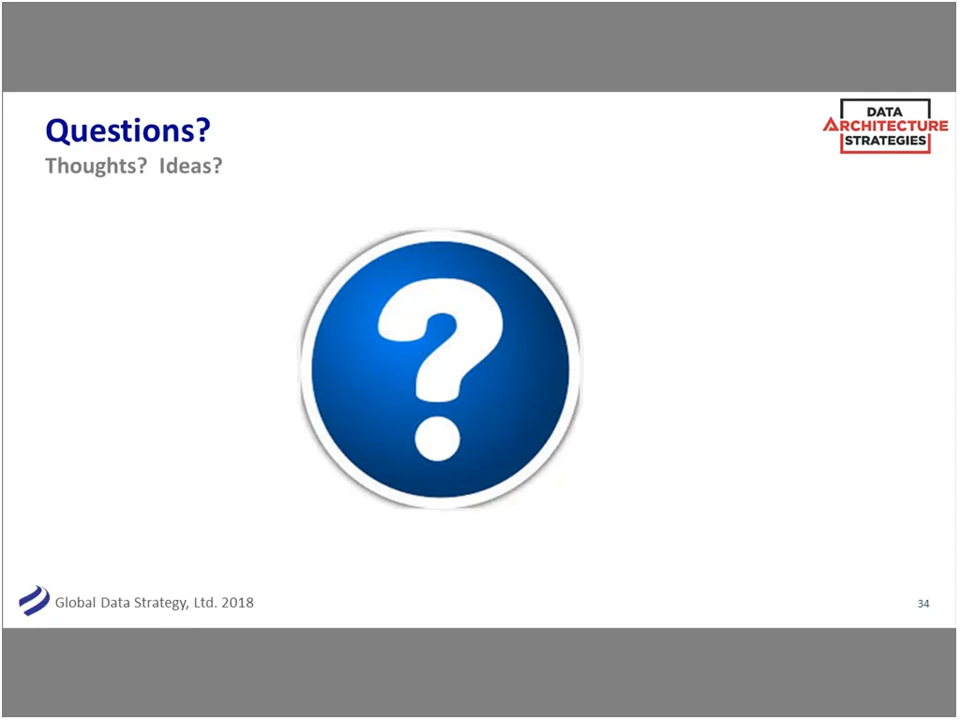 Questions?
Thoughts?  Ideas?
DATA
ARCHITECTURE
STRATEGIES
?
Global Data Strategy, Ltd. 2018
34